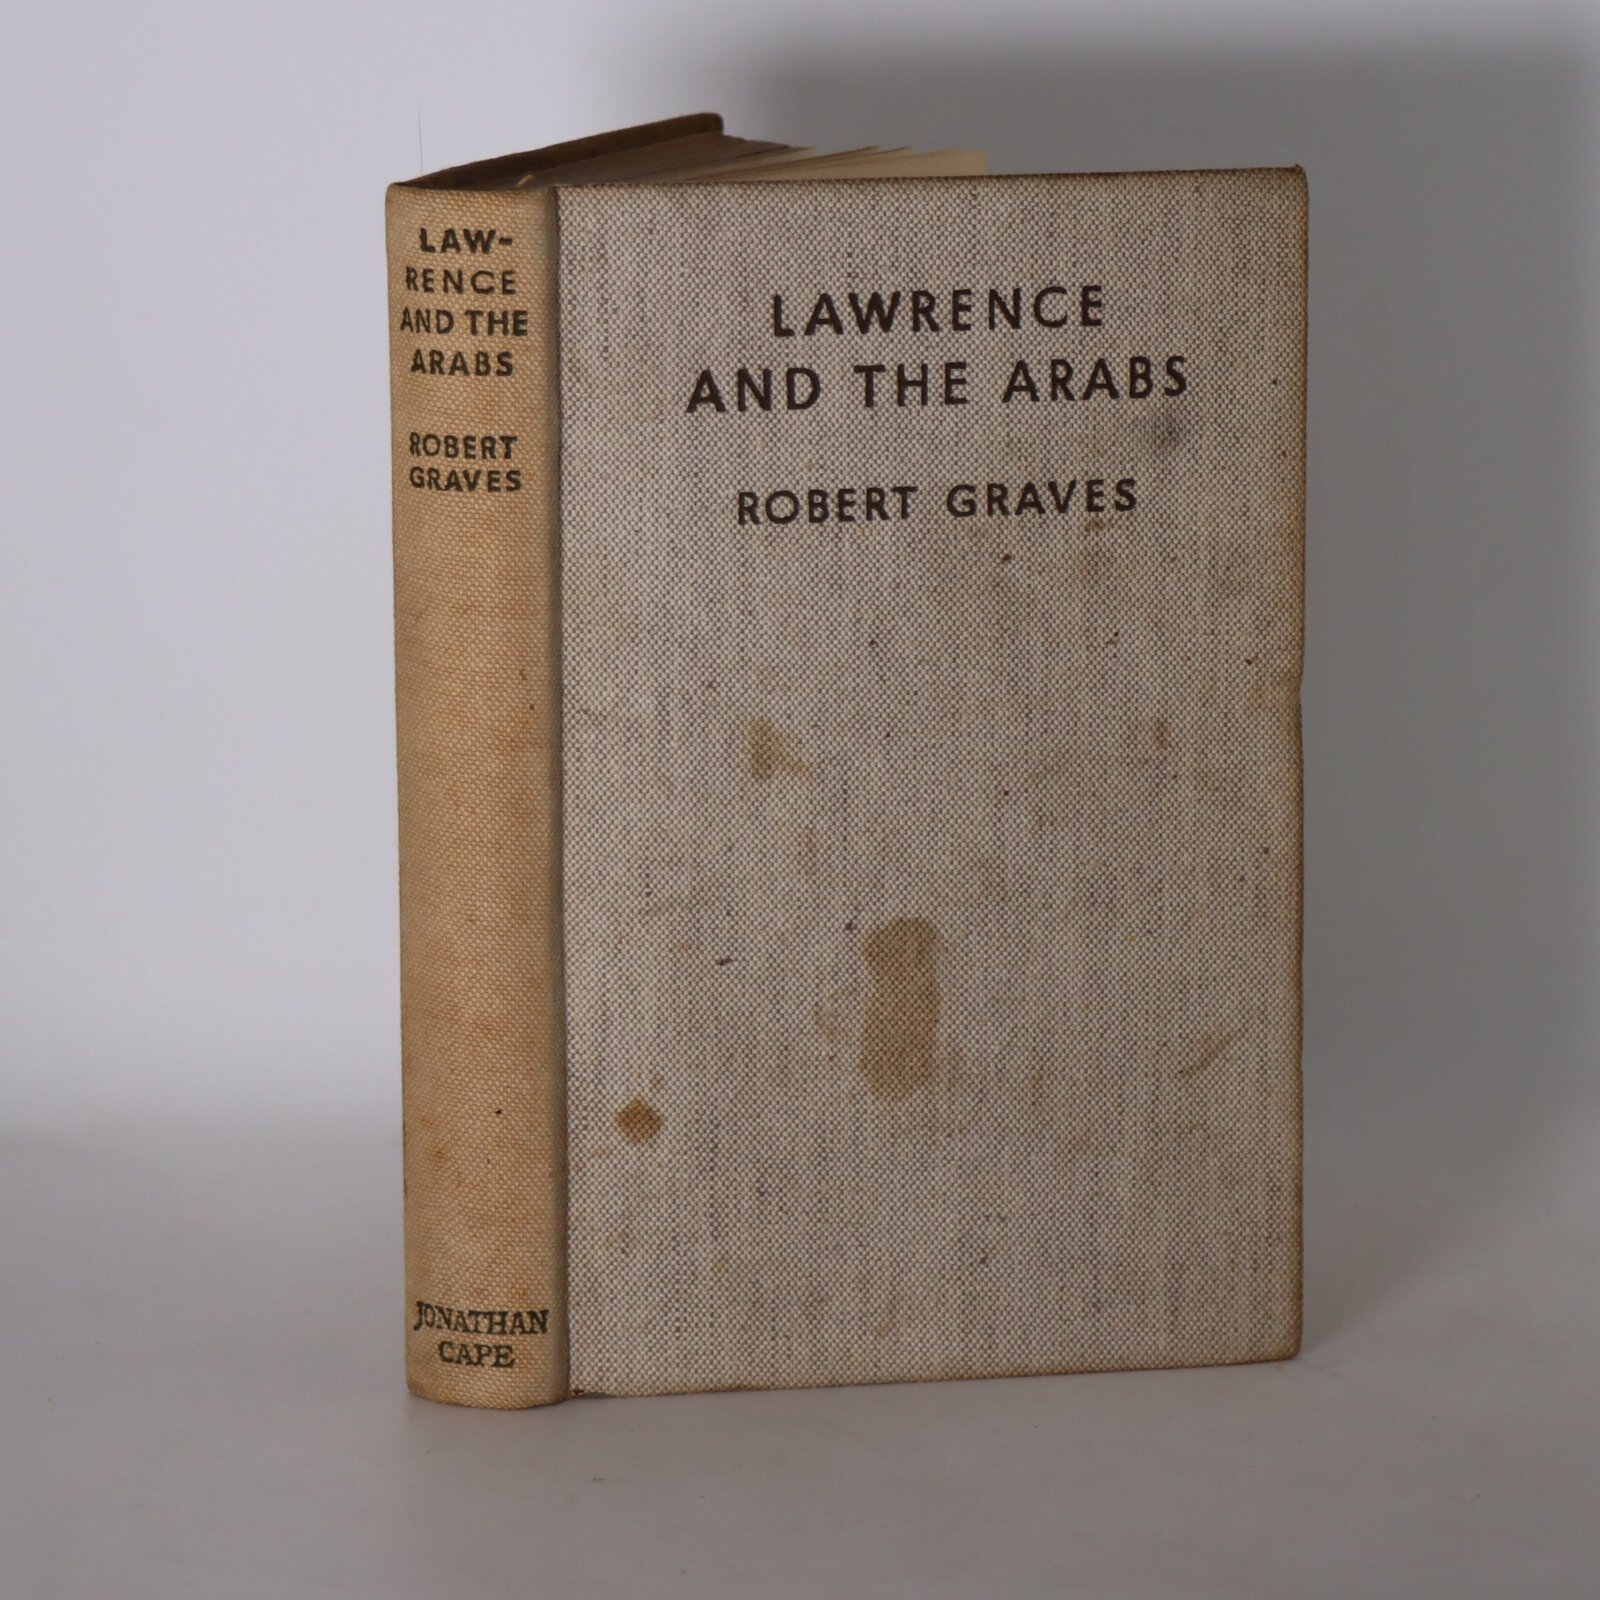 LAW-
RENCE
AND THE
ARABS
ROBERT
GRAVES
JONATHAN
CAPE
LAWRENCE
AND THE ARABS
ROBERT GRAVES